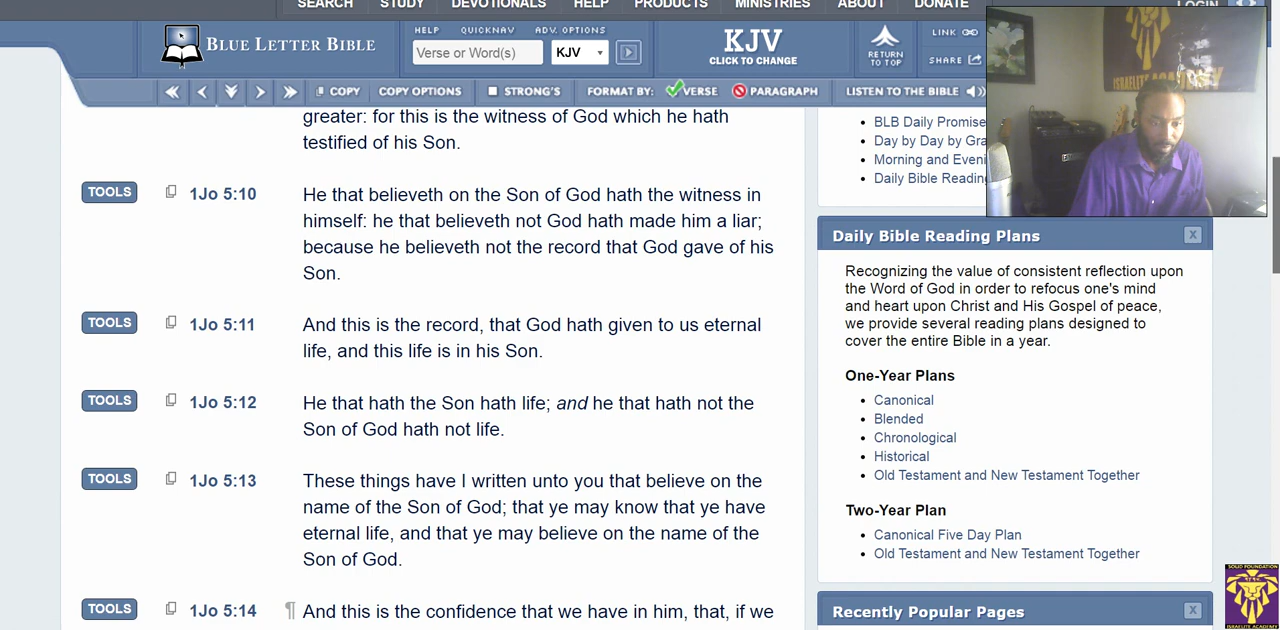 SEARCH STUDY DEVOTIONALS HELP PRODUCTS MINISTRIES ABOUT DONATE LOGIN
BLUE LETTER BIBLE
HELP QUICKNAV ADV. OPTIONS
Verse or Word(s) KJV
KJV
CLICK TO CHANGE
RETURN
TO TOP
LINK
SHARE
COPY COPY OPTIONS STRONG'S FORMAT BY: VERSE PARAGRAPH LISTEN TO THE BIBLE
greater: for this is the witness of God which he hath
testified of his Son.
TOOLS 1Jo 5:10 He that believeth on the Son of God hath the witness in
himself: he that believeth not God hath made him a liar;
because he believeth not the record that God gave of his
Son.
TOOLS 1Jo 5:11 And this is the record, that God hath given to us eternal
life, and this life is in his Son.
TOOLS 1Jo 5:12 He that hath the Son hath life; and he that hath not the
Son of God hath not life.
TOOLS 1Jo 5:13 These things have I written unto you that believe on the
name of the Son of God; that ye may know that ye have
eternal life, and that ye may believe on the name of the
Son of God.
TOOLS 1Jo 5:14 ¶ And this is the confidence that we have in him, that, if we
BLB Daily Promise
Day by Day by Gra
Morning and Eveni
Daily Bible Reading
Daily Bible Reading Plans X
Recognizing the value of consistent reflection upon
the Word of God in order to refocus one's mind
and heart upon Christ and His Gospel of peace,
we provide several reading plans designed to
cover the entire Bible in a year.
One-Year Plans
Canonical
Blended
Chronological
Historical
Old Testament and New Testament Together
Two-Year Plan
Canonical Five Day Plan
Old Testament and New Testament Together
Recently Popular Pages X
ISRAELITE ACADEMY
SOLID FOUNDATION
ISRAELITE ACADEMY